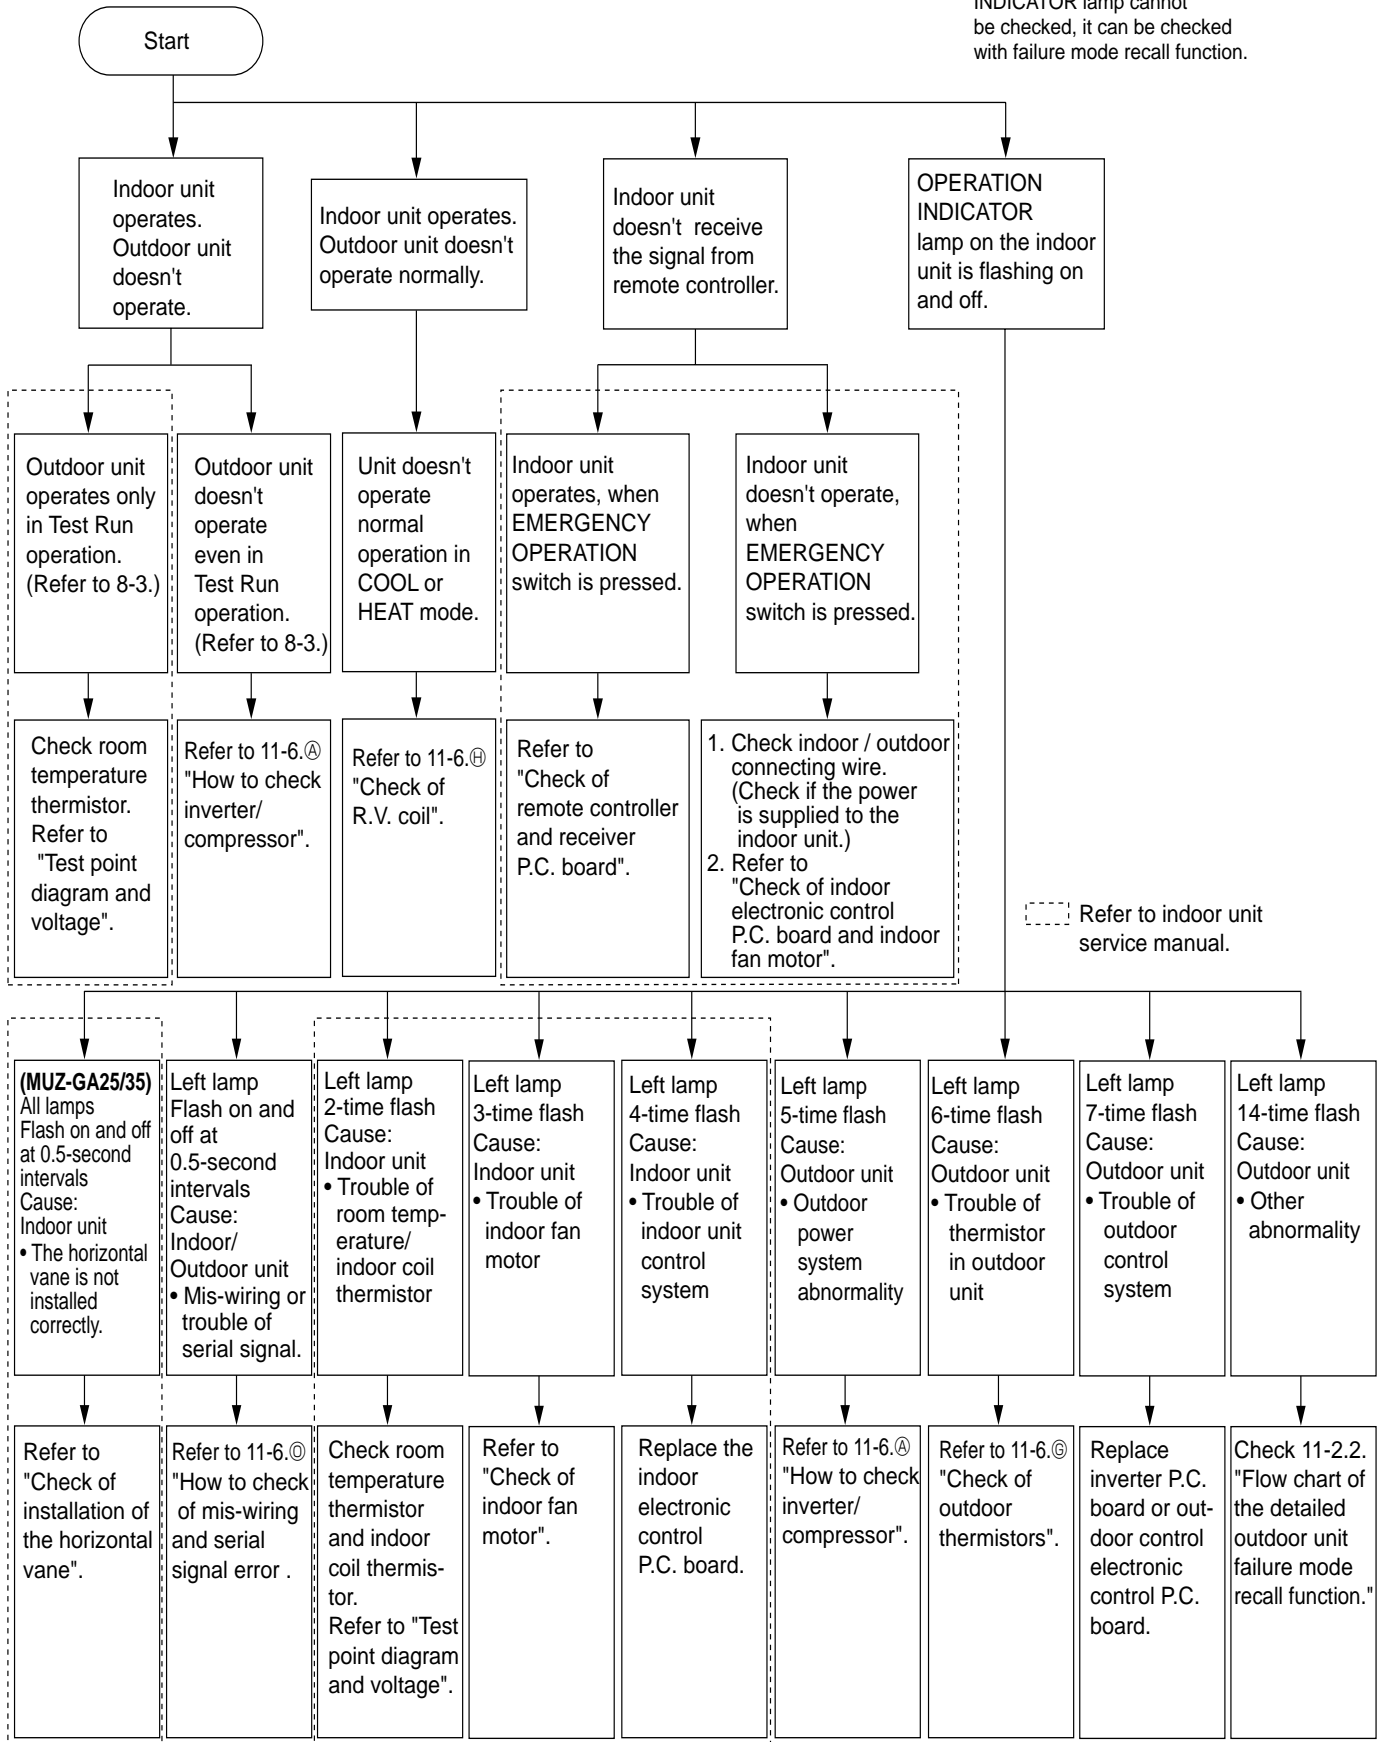 INDICATOR lamp cannot
be checked, it can be checked
with failure mode recall function.
Start
Indoor unit
operates.
Outdoor unit
doesn't
operate.
Indoor unit operates.
Outdoor unit doesn't
operate normally.
Indoor unit
doesn't receive
the signal from
remote controller.
OPERATION
INDICATOR
lamp on the indoor
unit is flashing on
and off.
Outdoor unit
operates only
in Test Run
operation.
(Refer to 8-3.)
Outdoor unit
doesn't
operate
even in
Test Run
operation.
(Refer to 8-3.)
Unit doesn't
operate
normal
operation in
COOL or
HEAT mode.
Indoor unit
operates, when
EMERGENCY
OPERATION
switch is pressed.
Indoor unit
doesn't operate,
when
EMERGENCY
OPERATION
switch is pressed.
Check room
temperature
thermistor.
Refer to
"Test point
diagram and
voltage".
Refer to 11-6.Ⓐ
"How to check
inverter/
compressor".
Refer to 11-6.Ⓗ
"Check of
R.V. coil".
Refer to
"Check of
remote controller
and receiver
P.C. board".
1. Check indoor / outdoor
connecting wire.
(Check if the power
is supplied to the
indoor unit.)
2. Refer to
"Check of indoor
electronic control
P.C. board and indoor
fan motor".
Refer to indoor unit
service manual.
(MUZ-GA25/35)
All lamps
Flash on and off
at 0.5-second
intervals
Cause:
Indoor unit
• The horizontal
vane is not
installed
correctly.
Left lamp
Flash on and
off at
0.5-second
intervals
Cause:
Indoor/
Outdoor unit
• Mis-wiring or
trouble of
serial signal.
Left lamp
2-time flash
Cause:
Indoor unit
• Trouble of
room temp-
erature/
indoor coil
thermistor
Left lamp
3-time flash
Cause:
Indoor unit
• Trouble of
indoor fan
motor
Left lamp
4-time flash
Cause:
Indoor unit
• Trouble of
indoor unit
control
system
Left lamp
5-time flash
Cause:
Outdoor unit
• Outdoor
power
system
abnormality
Left lamp
6-time flash
Cause:
Outdoor unit
• Trouble of
thermistor
in outdoor
unit
Left lamp
7-time flash
Cause:
Outdoor unit
• Trouble of
outdoor
control
system
Left lamp
14-time flash
Cause:
Outdoor unit
• Other
abnormality
Refer to
"Check of
installation of
the horizontal
vane".
Refer to 11-6.Ⓞ
"How to check
of mis-wiring
and serial
signal error .
Check room
temperature
thermistor
and indoor
coil thermis-
tor.
Refer to "Test
point diagram
and voltage".
Refer to
"Check of
indoor fan
motor".
Replace the
indoor
electronic
control
P.C. board.
Refer to 11-6.Ⓐ
"How to check
inverter/
compressor".
Refer to 11-6.Ⓖ
"Check of
outdoor
thermistors".
Replace
inverter P.C.
board or out-
door control
electronic
control P.C.
board.
Check 11-2.2.
"Flow chart of
the detailed
outdoor unit
failure mode
recall function."